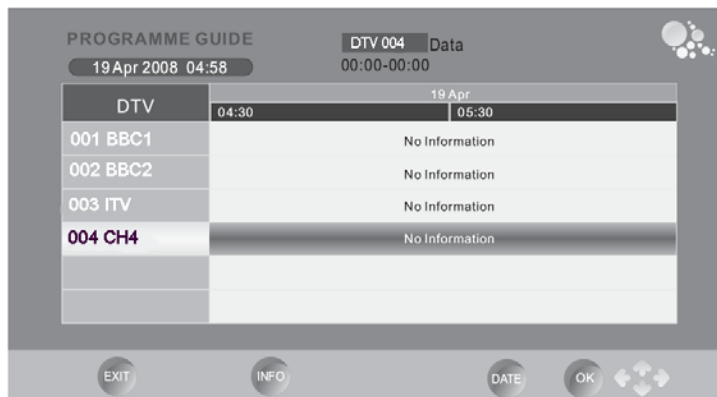 PROGRAMME GUIDE
DTV 004 Data
19 Apr 2008 04:58
00:00-00:00
DTV
19 Apr
04:30 05:30
001 BBC1 No Information
002 BBC2 No Information
003 ITV No Information
004 CH4 No Information
EXIT INFO DATE OK